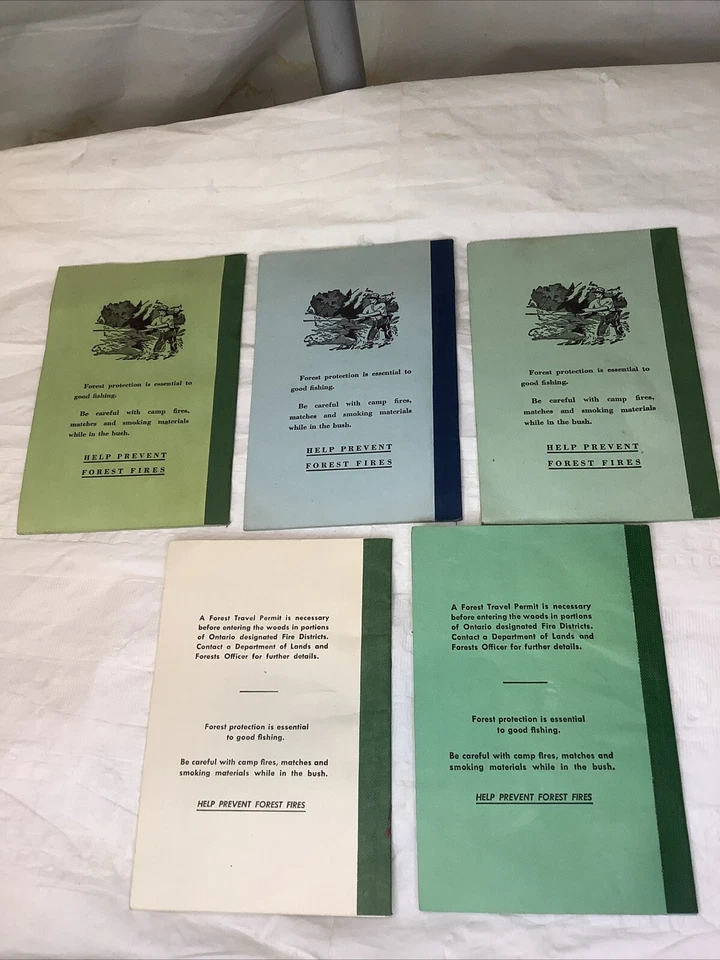 Forest protection is essential to
good fishing.
Be careful with camp fires,
matches and smoking materials
while in the bush.
HELP PREVENT
FOREST FIRES
Forest protection is essential to
good fishing.
Be careful with camp fires,
matches and smoking materials
while in the bush.
HELP PREVENT
FOREST FIRES
Forest protection is essential to
good fishing.
Be careful with camp fires,
matches and smoking materials
while in the bush.
HELP PREVENT
FOREST FIRES
A Forest Travel Permit is necessary
before entering the woods in portions
of Ontario designated Fire Districts.
Contact a Department of Lands and
Forests Officer for further details.
Forest protection is essential
to good fishing.
Be careful with camp fires, matches and
smoking materials while in the bush.
HELP PREVENT FOREST FIRES
A Forest Travel Permit is necessary
before entering the woods in portions
of Ontario designated Fire Districts.
Contact a Department of Lands and
Forests Officer for further details.
Forest protection is essential
to good fishing.
Be careful with camp fires, matches and
smoking materials while in the bush.
HELP PREVENT FOREST FIRES